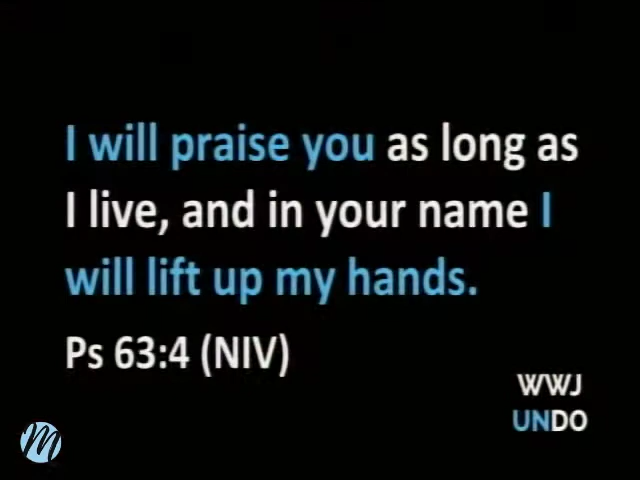 I will praise you as long as
I live, and in your name I
will lift up my hands.
Ps 63:4 (NIV)
WWJ
UNDO
M